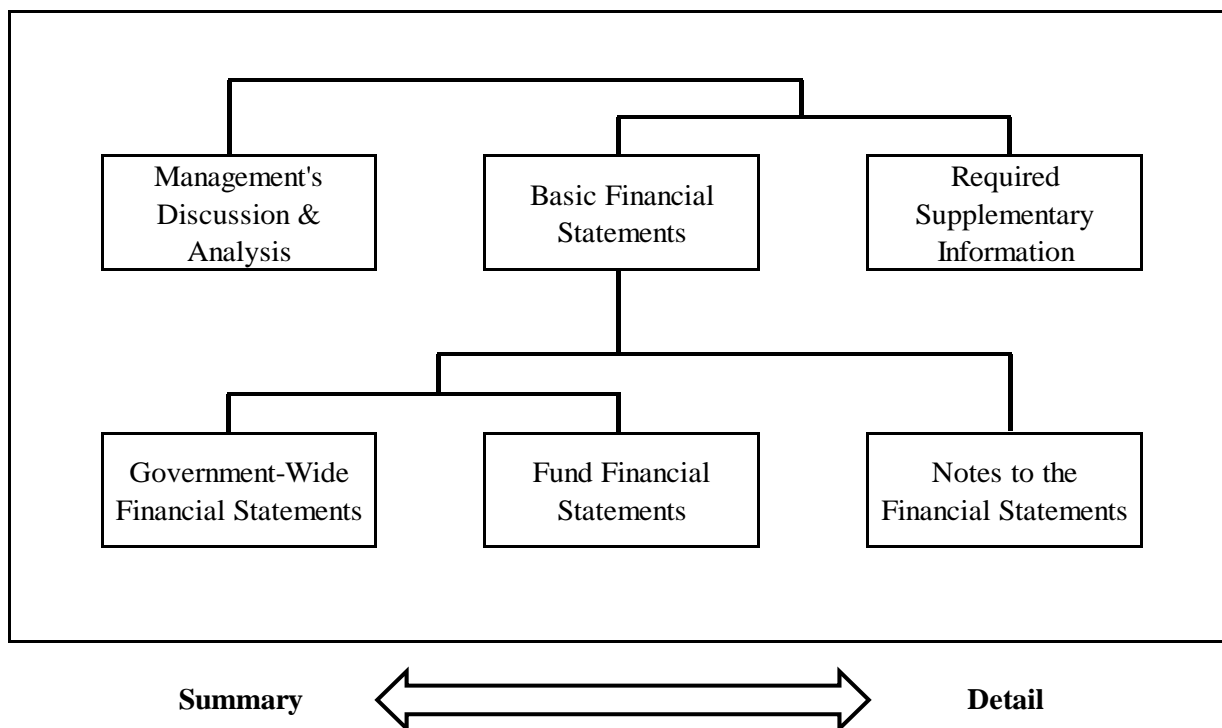 Management's
Discussion &
Analysis
Basic Financial
Statements
Required
Supplementary
Information
Government-Wide
Financial Statements
Fund Financial
Statements
Notes to the
Financial Statements
Summary
Detail